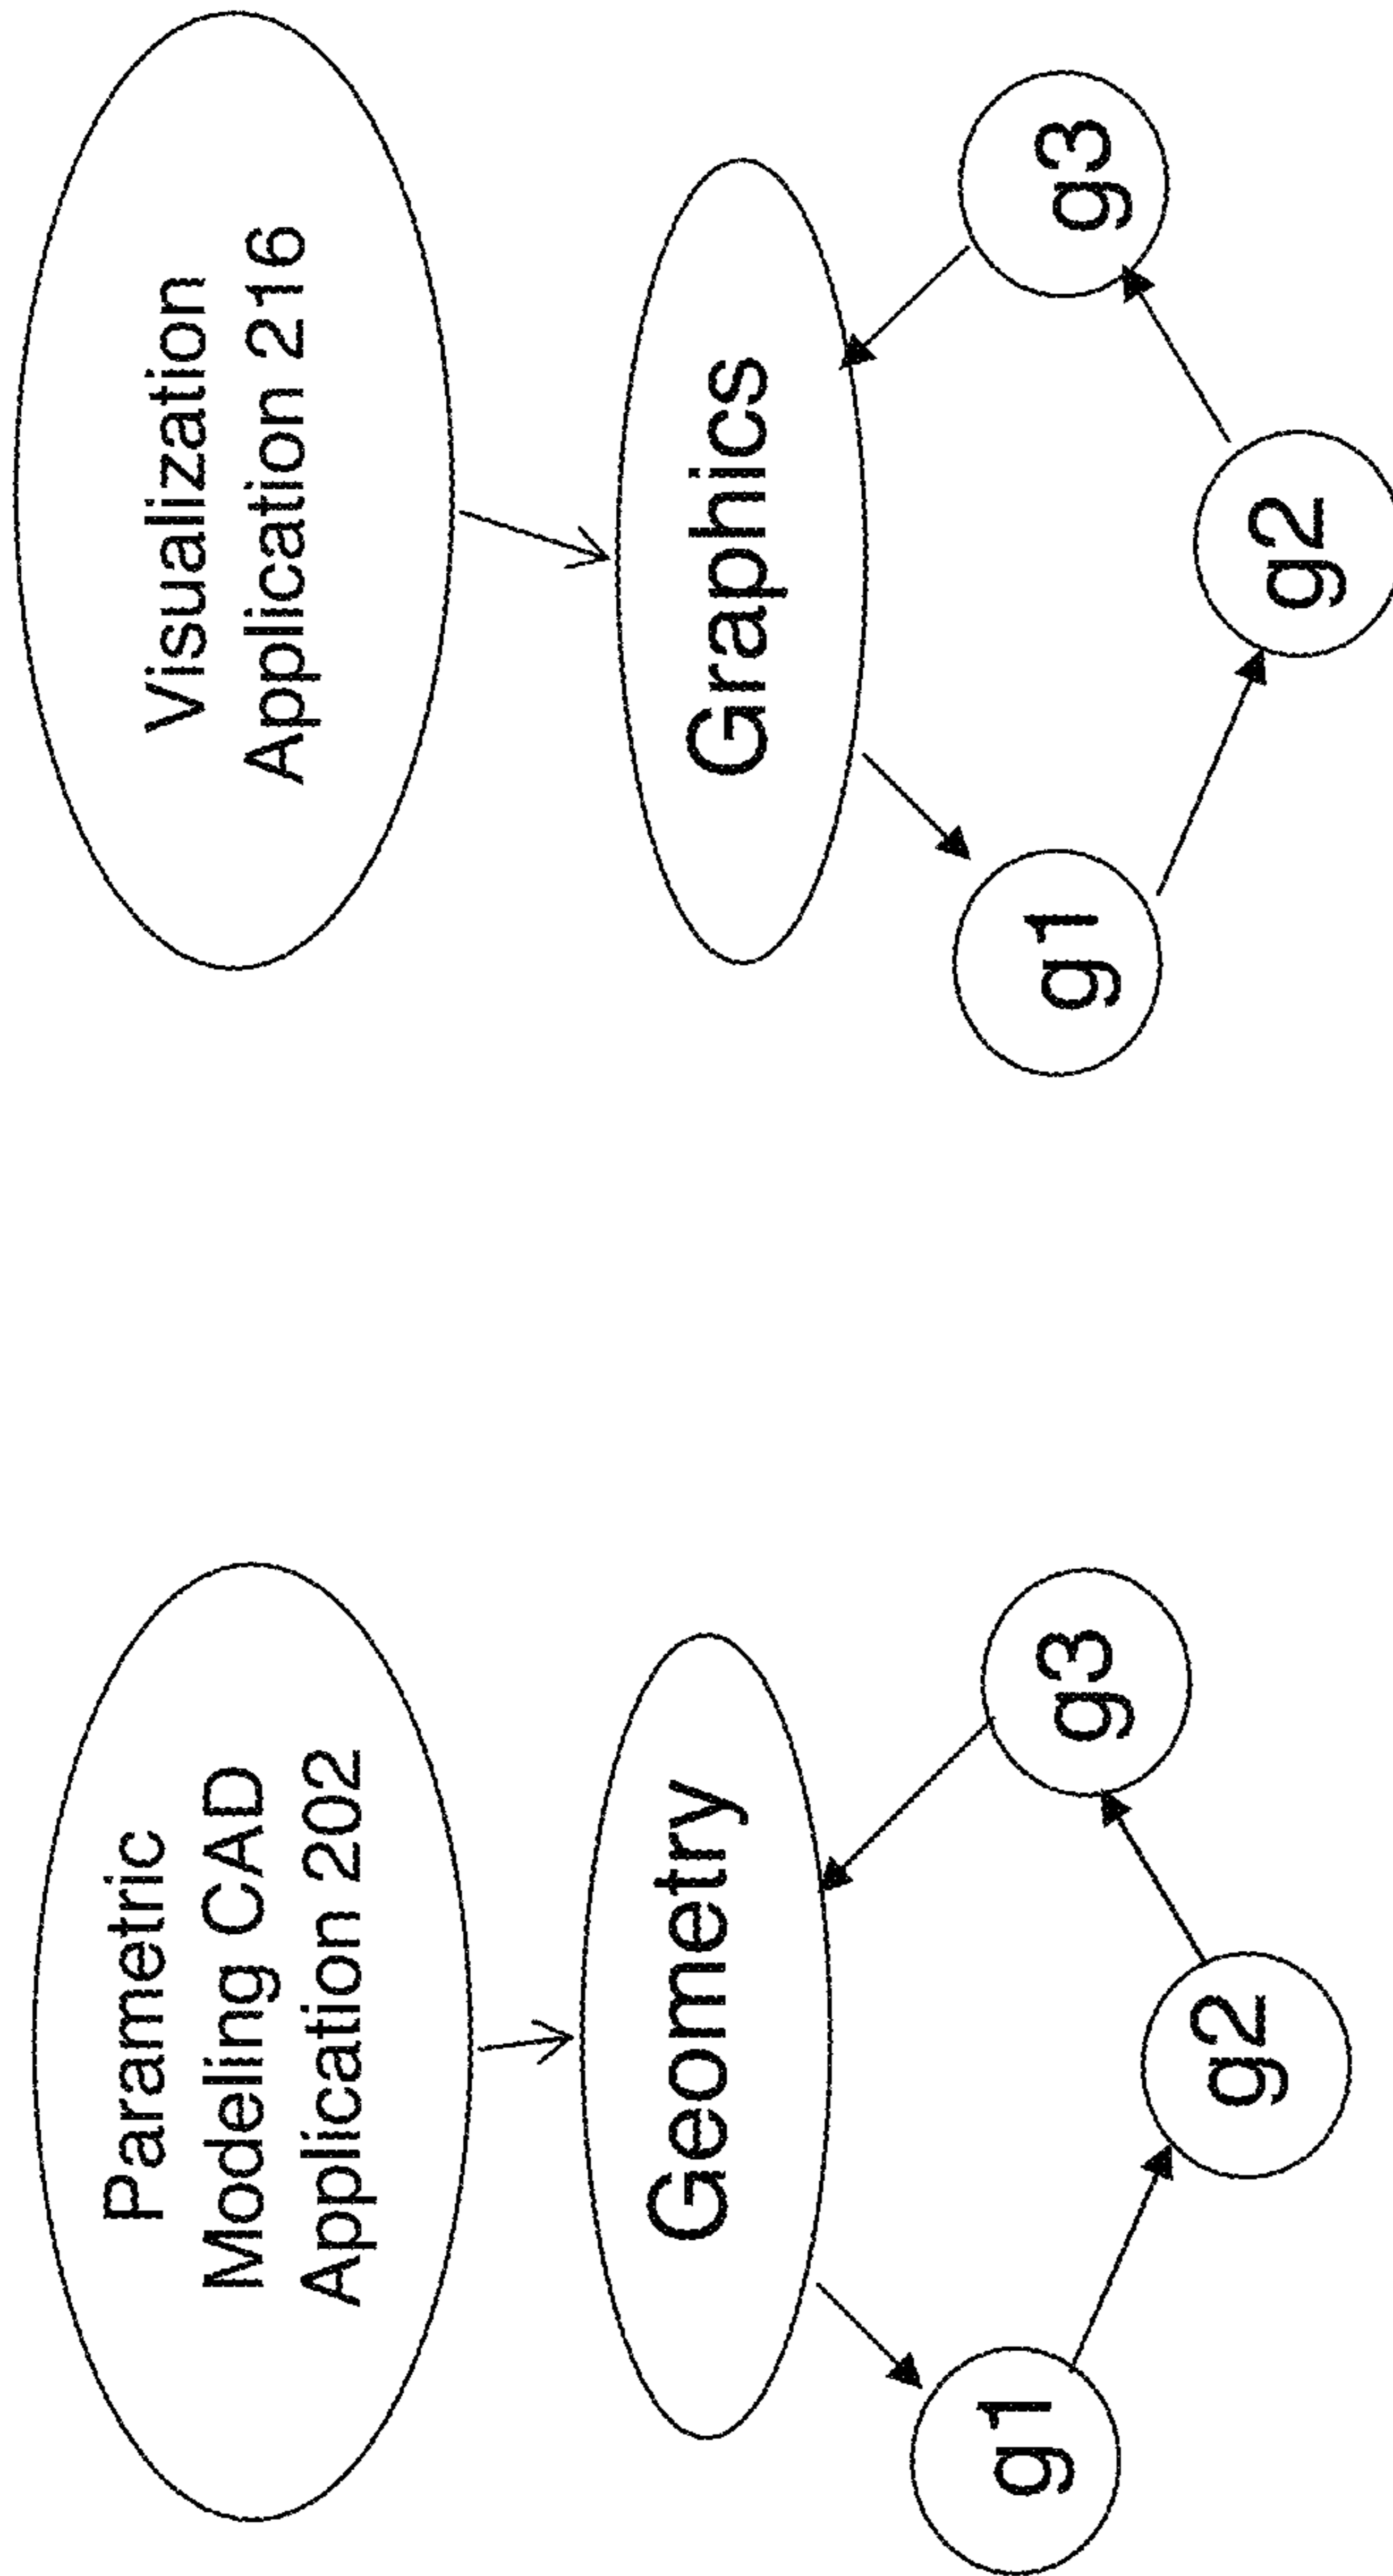 Parametric
Modeling CAD
Application 202
Geometry
g1
g2
g3
Visualization
Application 216
Graphics
g1
g2
g3